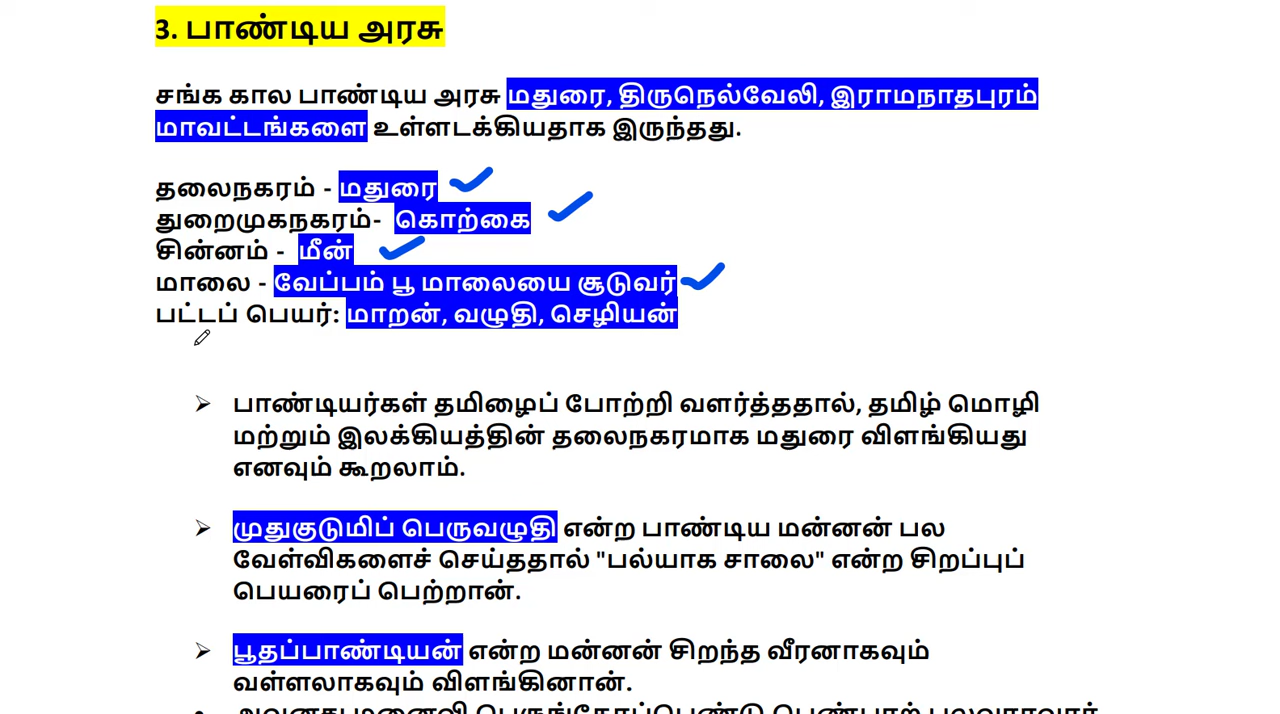 3. பாண்டிய அரசு
சங்க கால பாண்டிய அரசு மதுரை, திருநெல்வேலி, இராமநாதபுரம்
மாவட்டங்களை உள்ளடக்கியதாக இருந்தது.
தலைநகரம் - மதுரை
துறைமுகநகரம்- கொற்கை
சின்னம் - மீன்
மாலை - வேப்பம் பூ மாலையை சூடுவர்
பட்டப் பெயர்: மாறன், வழுதி, செழியன்
பாண்டியர்கள் தமிழைப் போற்றி வளர்த்ததால், தமிழ் மொழி
மற்றும் இலக்கியத்தின் தலைநகரமாக மதுரை விளங்கியது
எனவும் கூறலாம்.
முதுகுடுமிப் பெருவழுதி என்ற பாண்டிய மன்னன் பல
வேள்விகளைச் செய்ததால் "பல்யாக சாலை" என்ற சிறப்புப்
பெயரைப் பெற்றான்.
பூதப்பாண்டியன் என்ற மன்னன் சிறந்த வீரனாகவும்
வள்ளலாகவும் விளங்கினான்.